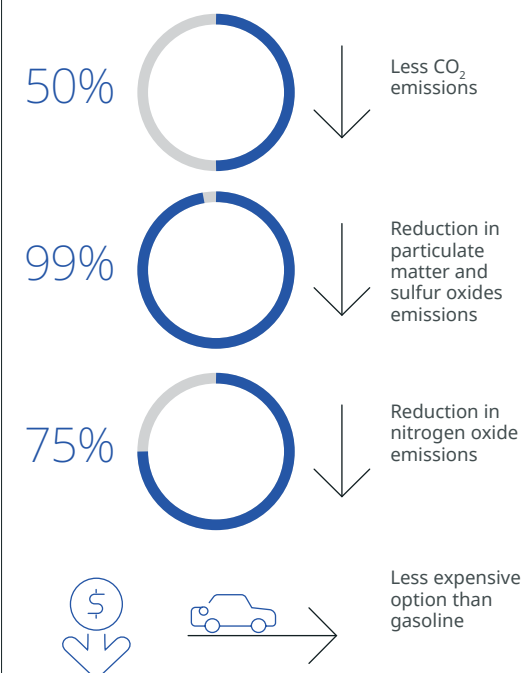 50%
Less CO₂
emissions
99%
Reduction in
particulate
matter and
sulfur oxides
emissions
75%
Reduction in
nitrogen oxide
emissions
$
Less expensive
option than
gasoline